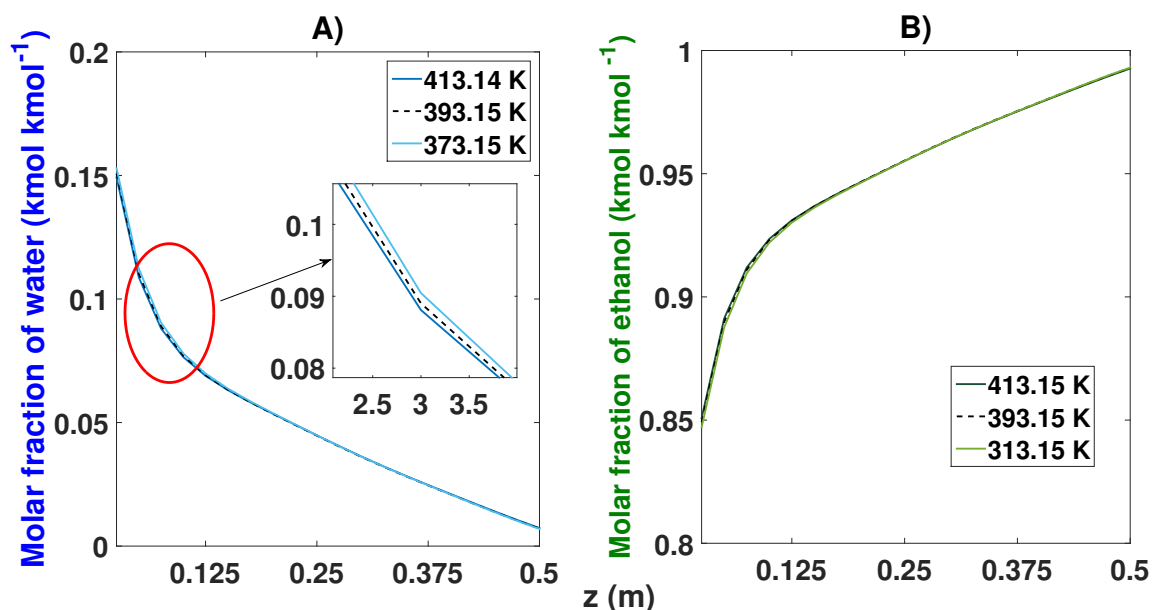 A)
Molar fraction of water (kmol kmol⁻¹)
0.2
0.15
0.1
0.05
0
0.125
0.25
0.375
0.5
413.14 K
393.15 K
373.15 K
0.1
0.09
0.08
2.5
3
3.5
B)
Molar fraction of ethanol (kmol kmol⁻¹)
1
0.95
0.9
0.85
0.8
0.125
0.25
0.375
0.5
413.15 K
393.15 K
313.15 K
z (m)